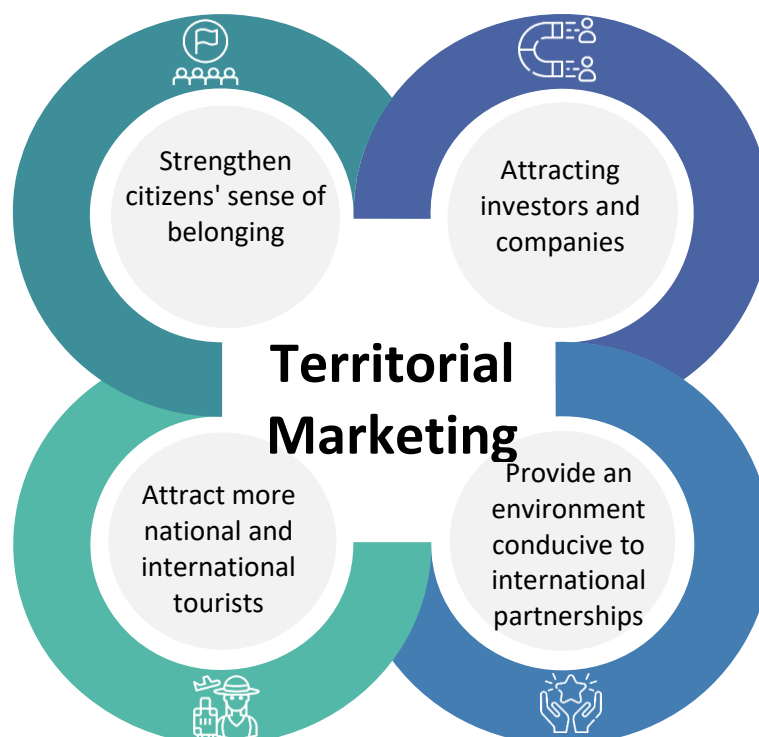 Strengthen
citizens' sense of
belonging
Attracting
investors and
companies
Territorial
Marketing
Attract more
national and
international
tourists
Provide an
environment
conducive to
international
partnerships